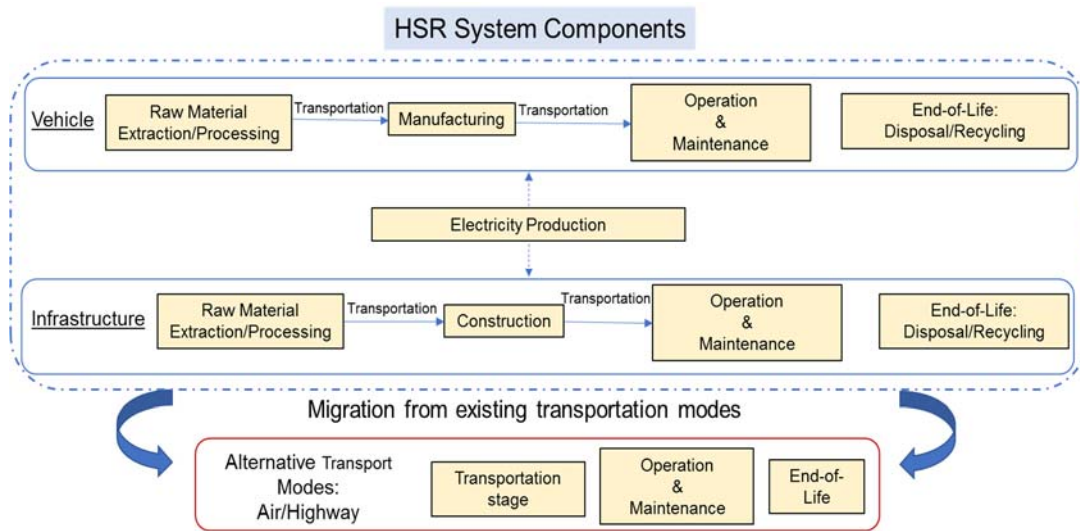 HSR System Components
Vehicle
Raw Material
Extraction/Processing
Transportation
Manufacturing
Transportation
Operation
&
Maintenance
End-of-Life:
Disposal/Recycling
Electricity Production
Infrastructure
Raw Material
Extraction/Processing
Transportation
Construction
Transportation
Operation
&
Maintenance
End-of-Life:
Disposal/Recycling
Migration from existing transportation modes
Alternative Transport
Modes:
Air/Highway
Transportation
stage
Operation
&
Maintenance
End-of-
Life